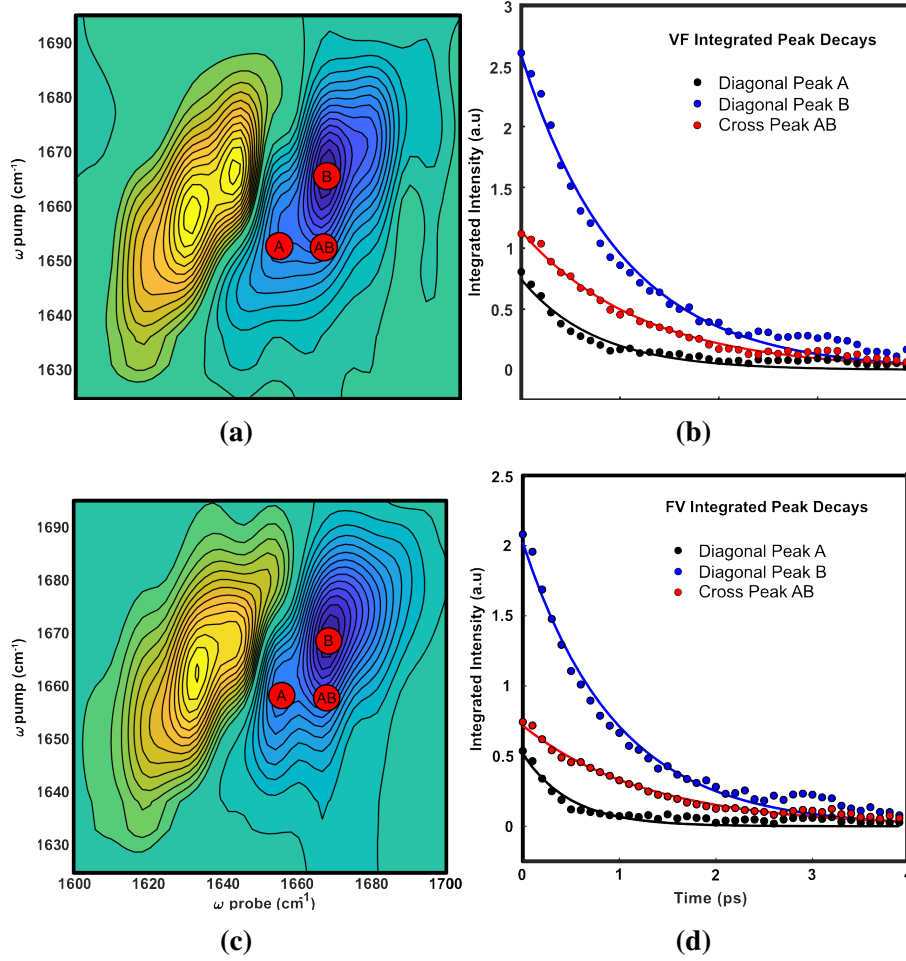 1690
1680
1670
1660
1650
1640
1630
ω pump (cm⁻¹)
B
A
AB
(a)
3
2.5
2
1.5
1
0.5
0
Integrated Intensity (a.u)
VF Integrated Peak Decays
Diagonal Peak A
Diagonal Peak B
Cross Peak AB
(b)
1690
1680
1670
1660
1650
1640
1630
ω pump (cm⁻¹)
B
A
AB
1600
1620
1640
1660
1680
1700
ω probe (cm⁻¹)
(c)
2.5
2
1.5
1
0.5
0
Integrated Intensity (a.u)
FV Integrated Peak Decays
Diagonal Peak A
Diagonal Peak B
Cross Peak AB
0
1
2
3
4
Time (ps)
(d)